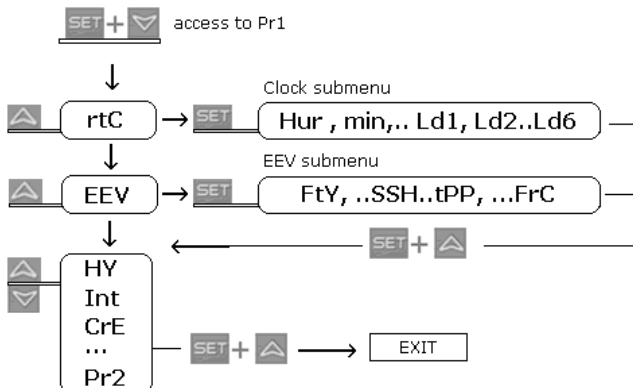 SET + access to Pr1
Clock submenu
rtC SET Hur , min,.. Ld1, Ld2..Ld6
EEV submenu
EEV SET FtY, ..SSH..tPP, ...FrC
SET +
HY
Int
CrE
...
Pr2
SET + EXIT